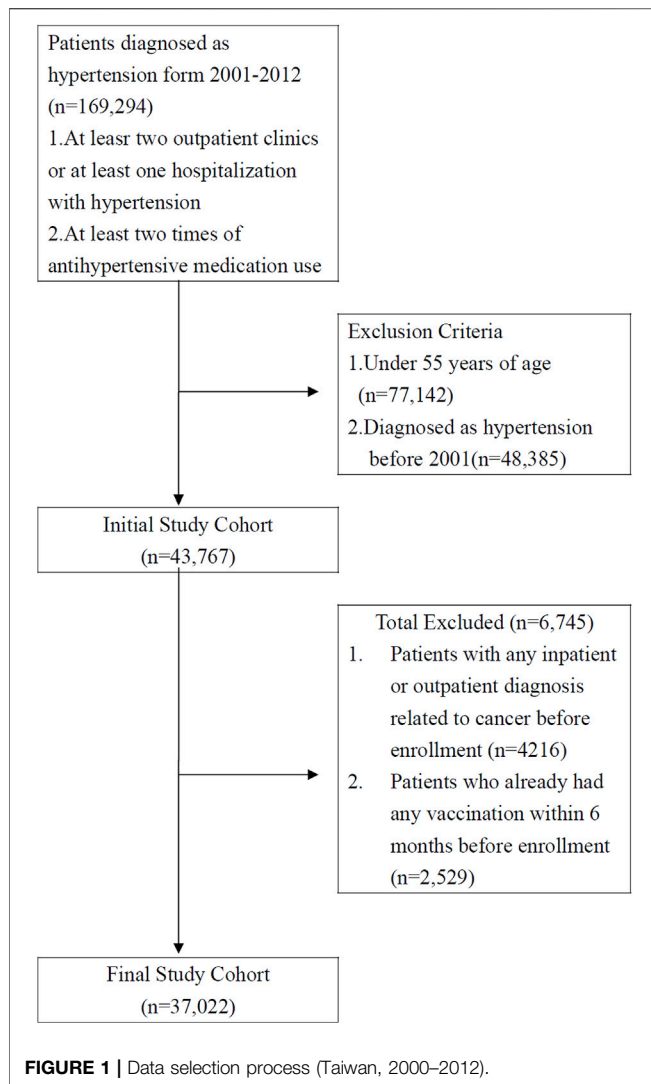 Patients diagnosed as
hypertension form 2001-2012
(n=169,294)
1.At leasr two outpatient clinics
or at least one hospitalization
with hypertension
2.At least two times of
antihypertensive medication use
Exclusion Criteria
1.Under 55 years of age
(n=77,142)
2.Diagnosed as hypertension
before 2001(n=48,385)
Initial Study Cohort
(n=43,767)
Total Excluded (n=6,745)
1. Patients with any inpatient
or outpatient diagnosis
related to cancer before
enrollment (n=4216)
2. Patients who already had
any vaccination within 6
months before enrollment
(n=2,529)
Final Study Cohort
(n=37,022)
FIGURE 1 | Data selection process (Taiwan, 2000–2012).